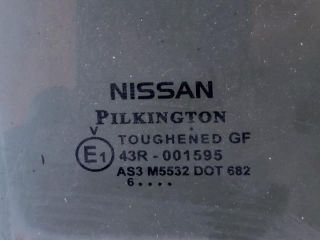 NISSAN
PILKINGTON
V
TOUGHENED GF
E1 43R - 001595
AS3 M5532 DOT 682
6 . . . .